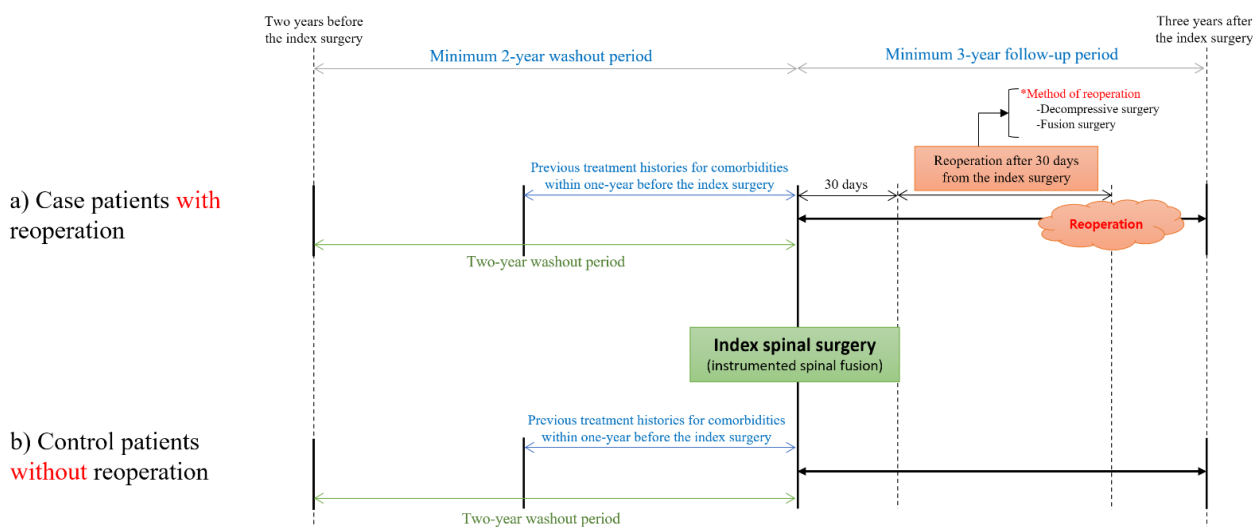 Two years before
the index surgery
Three years after
the index surgery
Minimum 2-year washout period
Minimum 3-year follow-up period
*Method of reoperation
-Decompressive surgery
-Fusion surgery
Previous treatment histories for comorbidities
within one-year before the index surgery
30 days
Reoperation after 30 days
from the index surgery
a) Case patients with
reoperation
Reoperation
Two-year washout period
Index spinal surgery
(instrumented spinal fusion)
Previous treatment histories for comorbidities
within one-year before the index surgery
b) Control patients
without reoperation
Two-year washout period